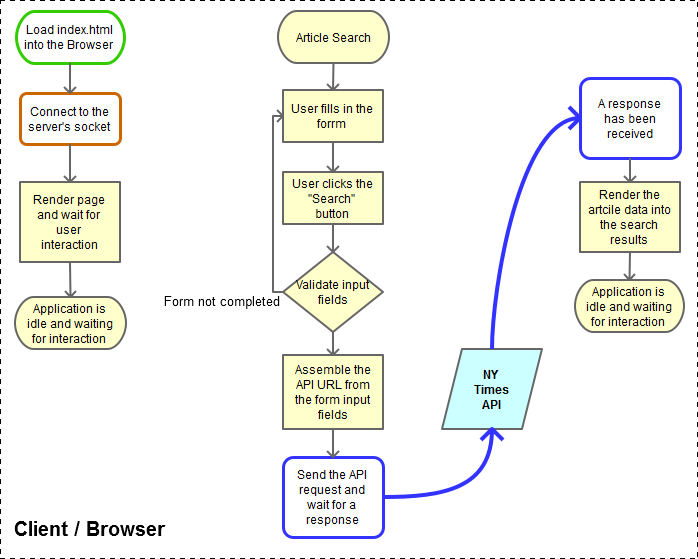 Load index.html
into the Browser
Connect to the
server's socket
Render page
and wait for
user
interaction
Application is
idle and waiting
for interaction
Article Search
User fills in the
forrm
User clicks the
"Search"
button
Validate input
fields
Form not completed
Assemble the
API URL from
the form input
fields
Send the API
request and
wait for a
response
NY
Times
API
A response
has been
received
Render the
artcile data into
the search
results
Application is
idle and waiting
for interaction
Client / Browser